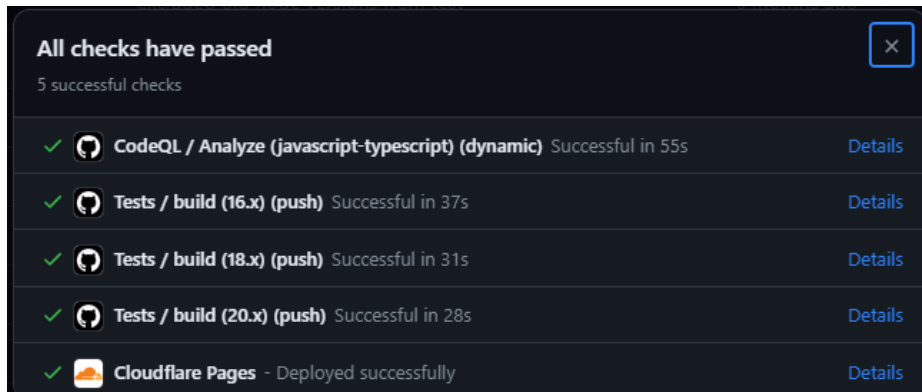 All checks have passed
5 successful checks
CodeQL / Analyze (javascript-typescript) (dynamic) Successful in 55s Details
Tests / build (16.x) (push) Successful in 37s Details
Tests / build (18.x) (push) Successful in 31s Details
Tests / build (20.x) (push) Successful in 28s Details
Cloudflare Pages - Deployed successfully Details